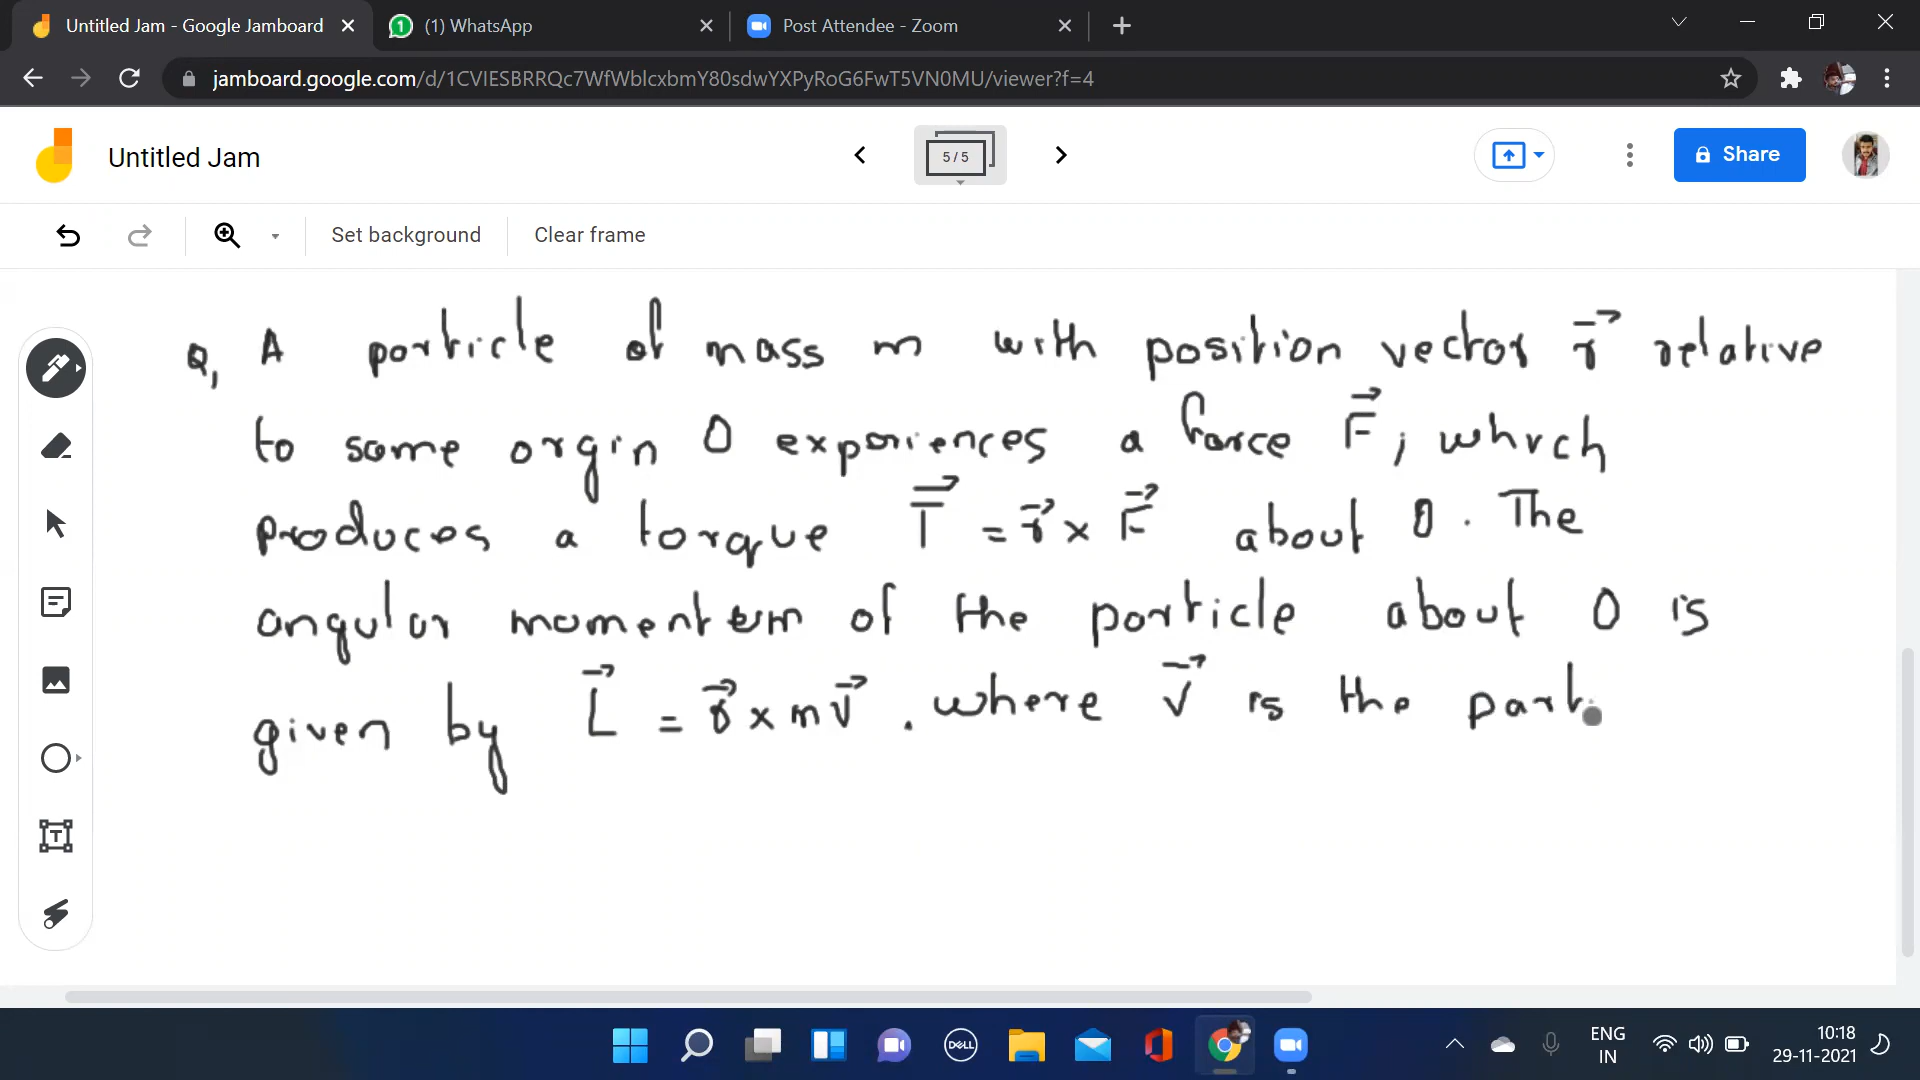 Untitled Jam - Google Jamboard
(1) WhatsApp
Post Attendee - Zoom
jamboard.google.com/d/1CVIESBRRQc7WfWblcxbmY80sdwYXPyRoG6FwT5VN0MU/viewer?f=4
Untitled Jam
5 / 5
Share
Set background
Clear frame
Q, A particle of mass m with position vector r⃗ relative
to some orgin O experiences a force F⃗, which
produces a torque T⃗ = r⃗ x F⃗ about O. The
angular momentum of the particle about O is
given by L⃗ = r⃗ x m v⃗. where v⃗ is the part
DELL
ENG
IN
10:18
29-11-2021